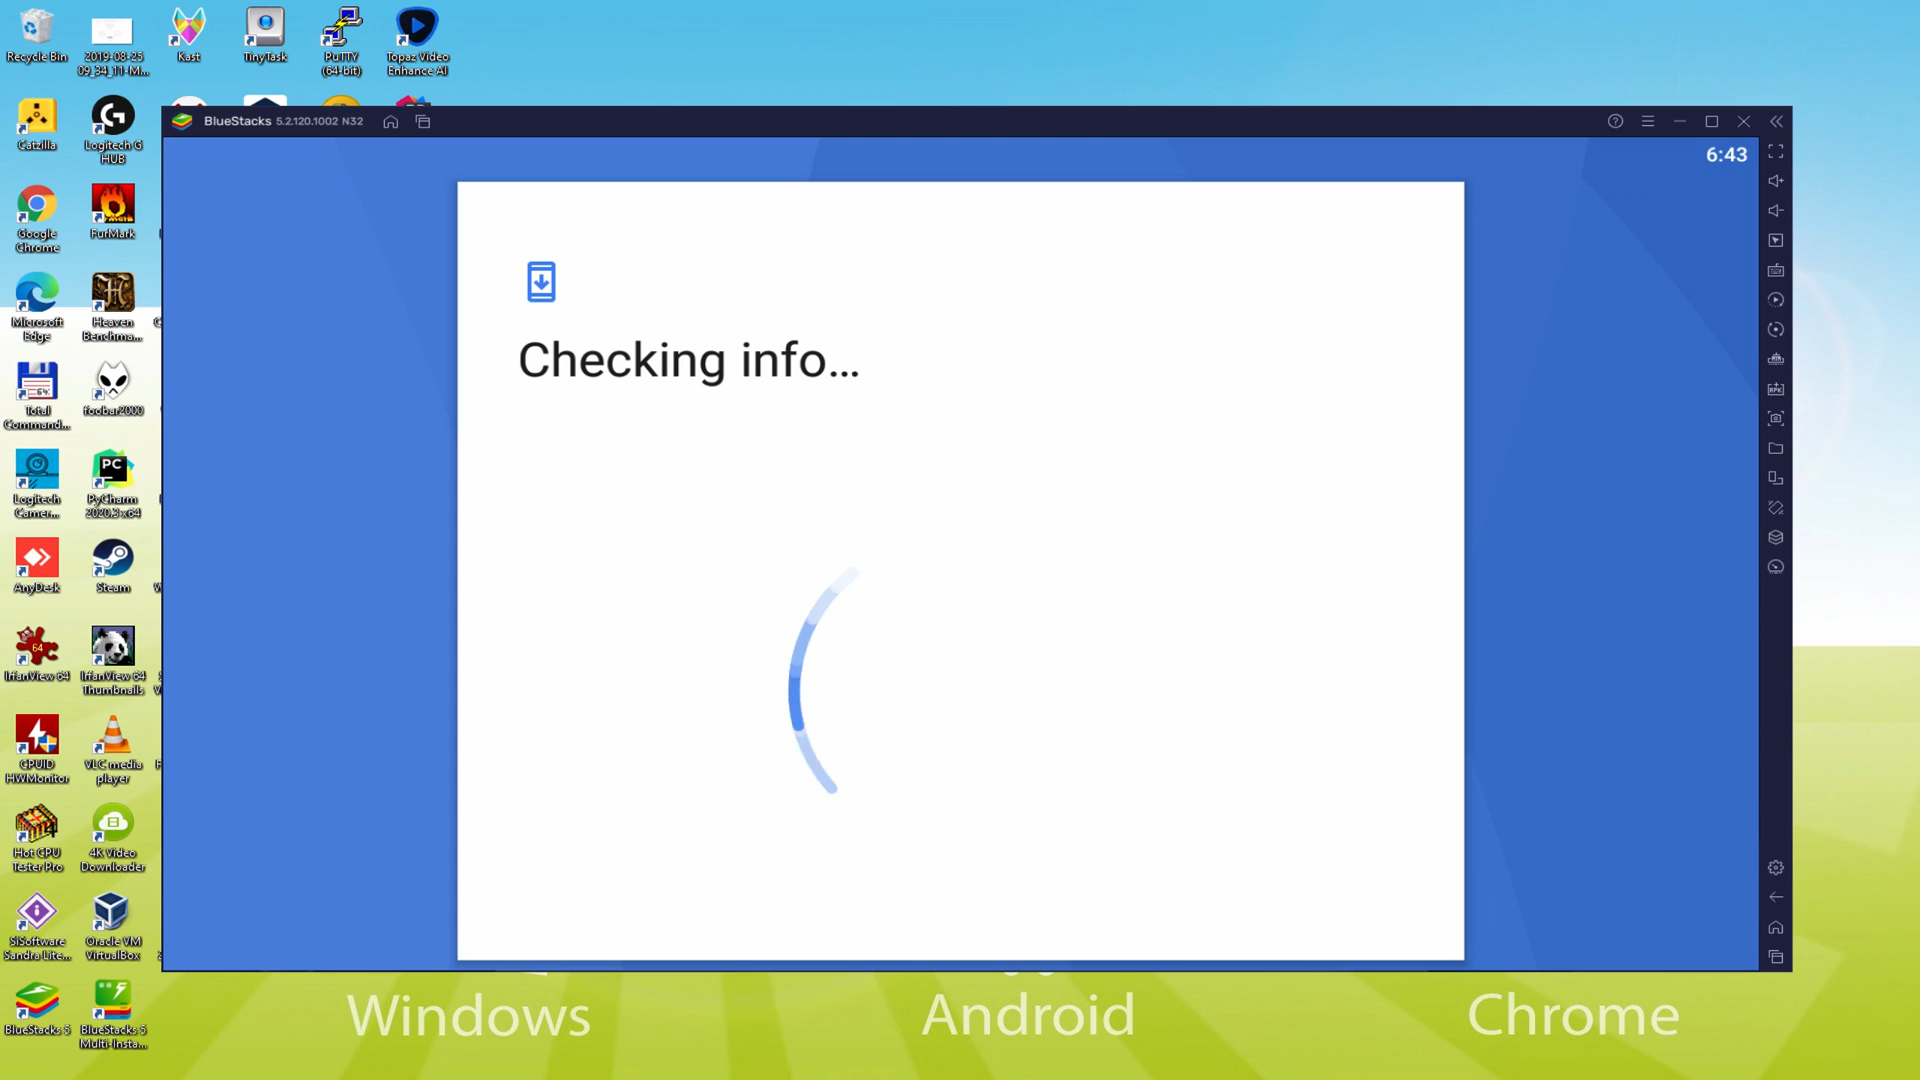 Recycle Bin
2019-08-25
09_34_11-M...
Kast
TinyTask
PuTTY
(64-bit)
Topaz Video
Enhance AI
Catzilla
Logitech G
HUB
BlueStacks 5.2.120.1002 N32
6:43
Google
Chrome
FurMark
Microsoft
Edge
Heaven
Benchma...
Checking info...
Total
Command...
foobar2000
Logitech
Camer...
PyCharm
2020.3 x64
AnyDesk
Steam
IrfanView 64
IrfanView 64
Thumbnails
CPUID
HWMonitor
VLC media
player
Hot CPU
Tester Pro
4K Video
Downloader
SiSoftware
Sandra Lite...
Oracle VM
VirtualBox
BlueStacks 5
BlueStacks 5
Multi-Insta...
Windows
Android
Chrome